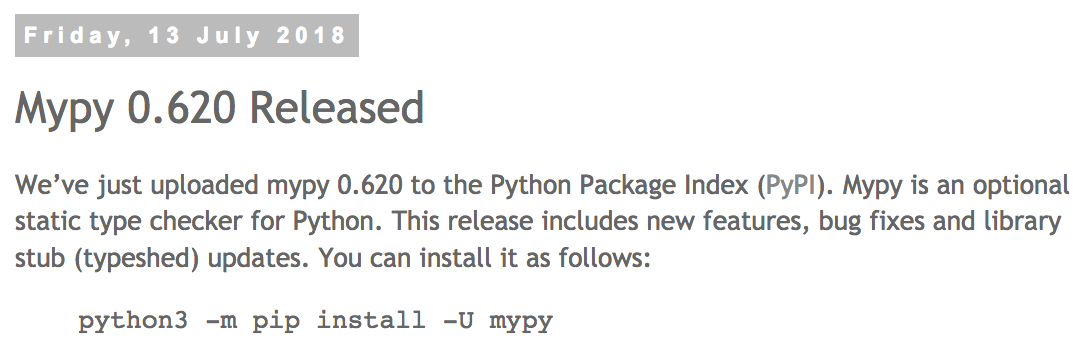 Friday, 13 July 2018
Mypy 0.620 Released
We’ve just uploaded mypy 0.620 to the Python Package Index (PyPI). Mypy is an optional
static type checker for Python. This release includes new features, bug fixes and library
stub (typeshed) updates. You can install it as follows:
python3 -m pip install -U mypy